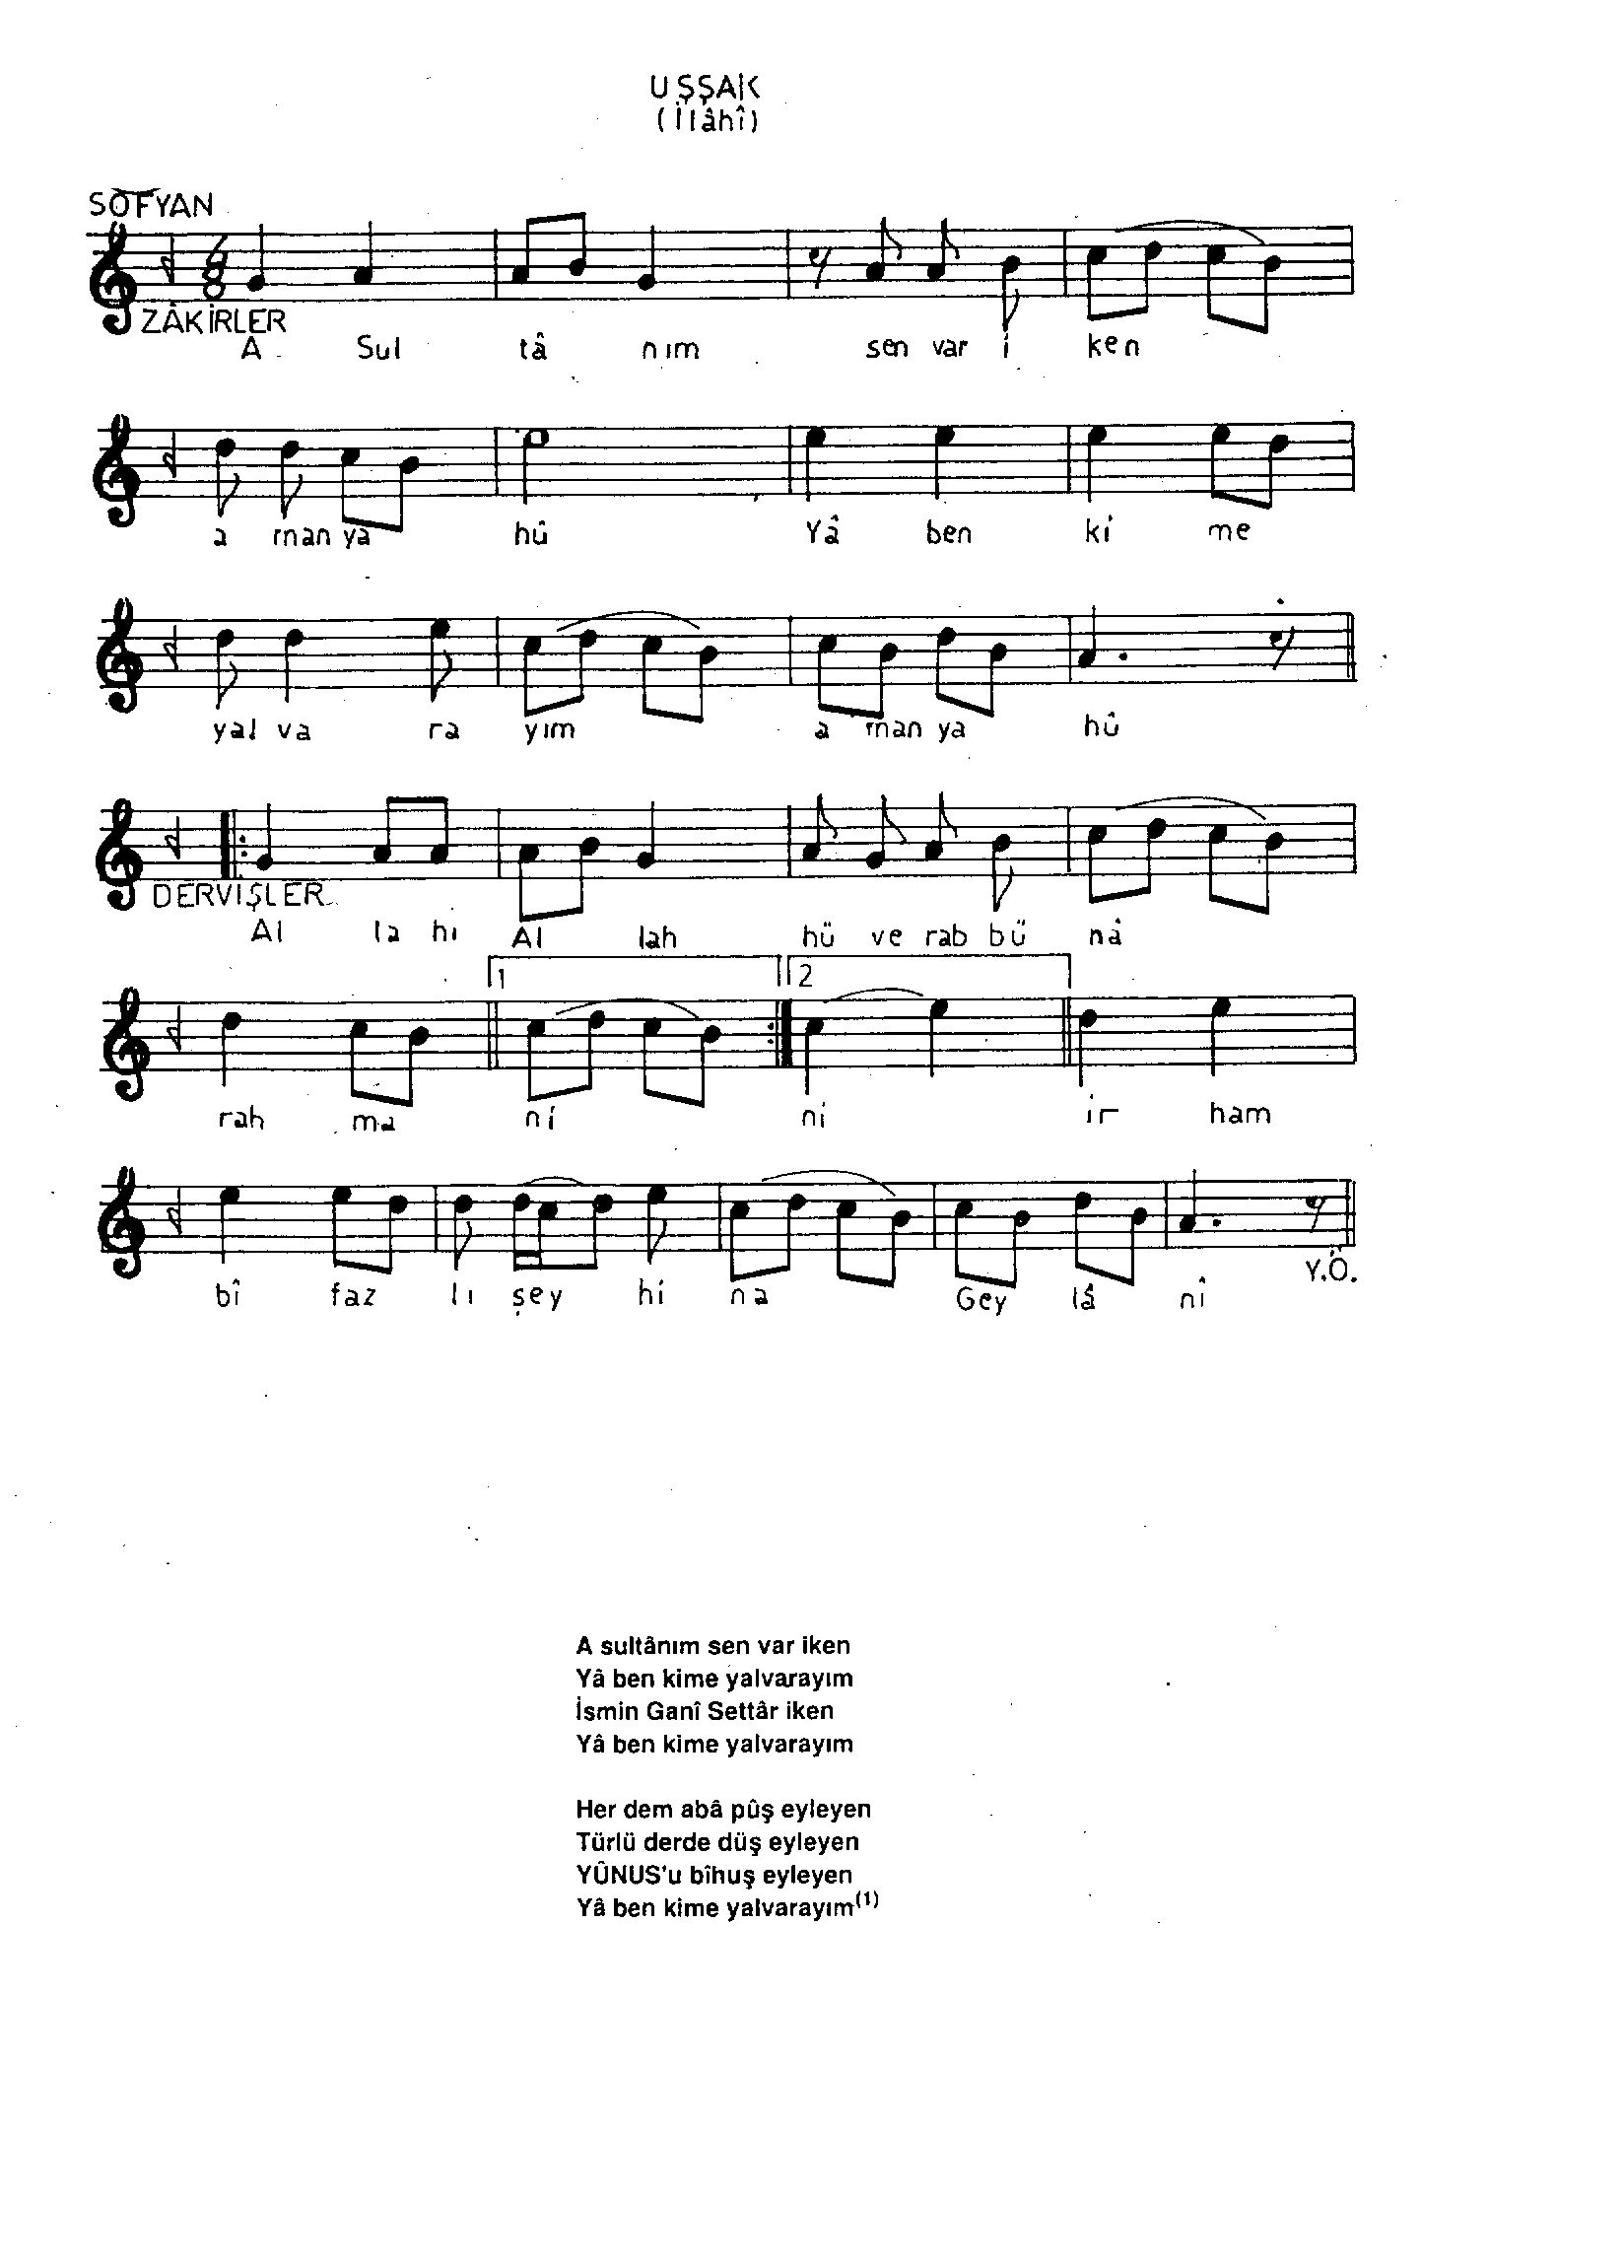 UŞŞAK
(İlâhî)
SOFYAN
ZÂKİRLER
A Sul tâ nım sen var i ken
a man ya hû Yâ ben ki me
yal va ra yım a man ya hû
DERVİŞLER
Al la hı Al lah hü ve rab bü nâ
1 2
rah ma ni ni ir ham
bî faz lı şey hi na Gey lâ nî
Y.Ö.
A sultânım sen var iken
Yâ ben kime yalvarayım
İsmin Ganî Settâr iken
Yâ ben kime yalvarayım
Her dem abâ pûş eyleyen
Türlü derde düş eyleyen
YÛNUS'u bîhuş eyleyen
Yâ ben kime yalvarayım(1)